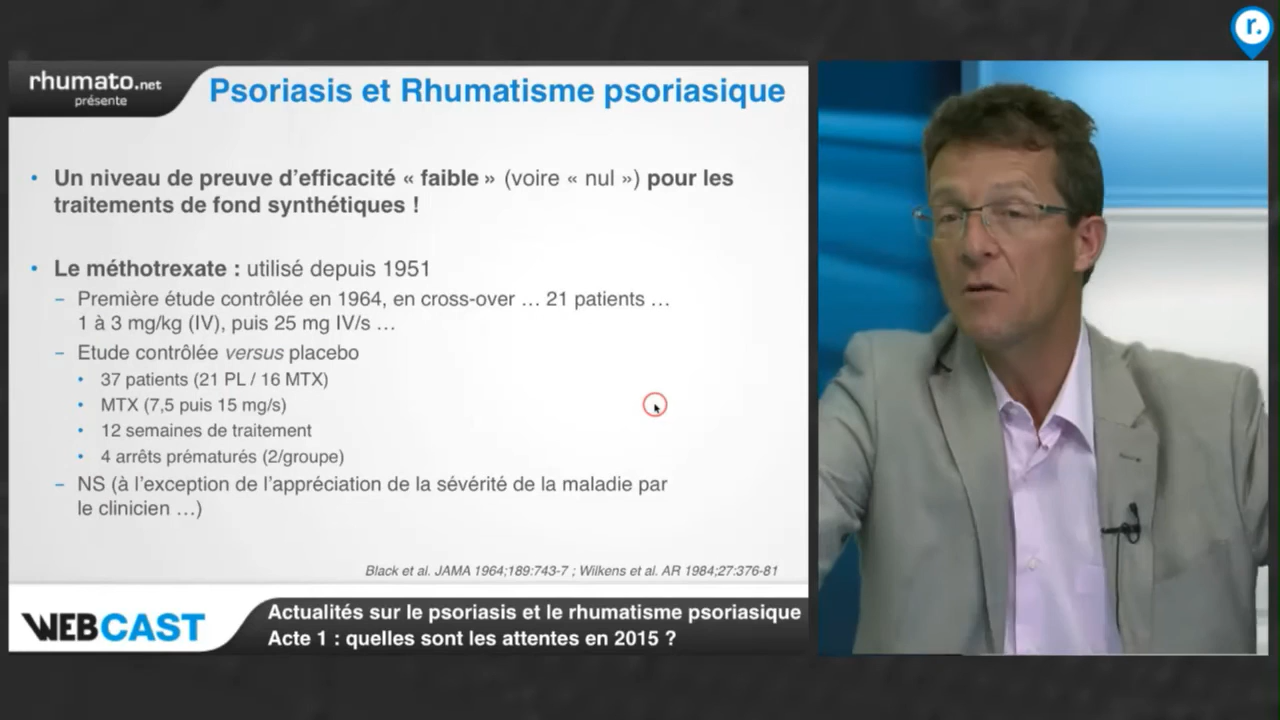 r.
rhumato.net
présente
Psoriasis et Rhumatisme psoriasique
• Un niveau de preuve d’efficacité « faible » (voire « nul ») pour les
traitements de fond synthétiques !
• Le méthotrexate : utilisé depuis 1951
– Première étude contrôlée en 1964, en cross-over … 21 patients …
1 à 3 mg/kg (IV), puis 25 mg IV/s …
– Etude contrôlée versus placebo
• 37 patients (21 PL / 16 MTX)
• MTX (7,5 puis 15 mg/s)
• 12 semaines de traitement
• 4 arrêts prématurés (2/groupe)
– NS (à l’exception de l’appréciation de la sévérité de la maladie par
le clinicien …)
Black et al. JAMA 1964;189:743-7 ; Wilkens et al. AR 1984;27:376-81
WEBCAST
Actualités sur le psoriasis et le rhumatisme psoriasique
Acte 1 : quelles sont les attentes en 2015 ?